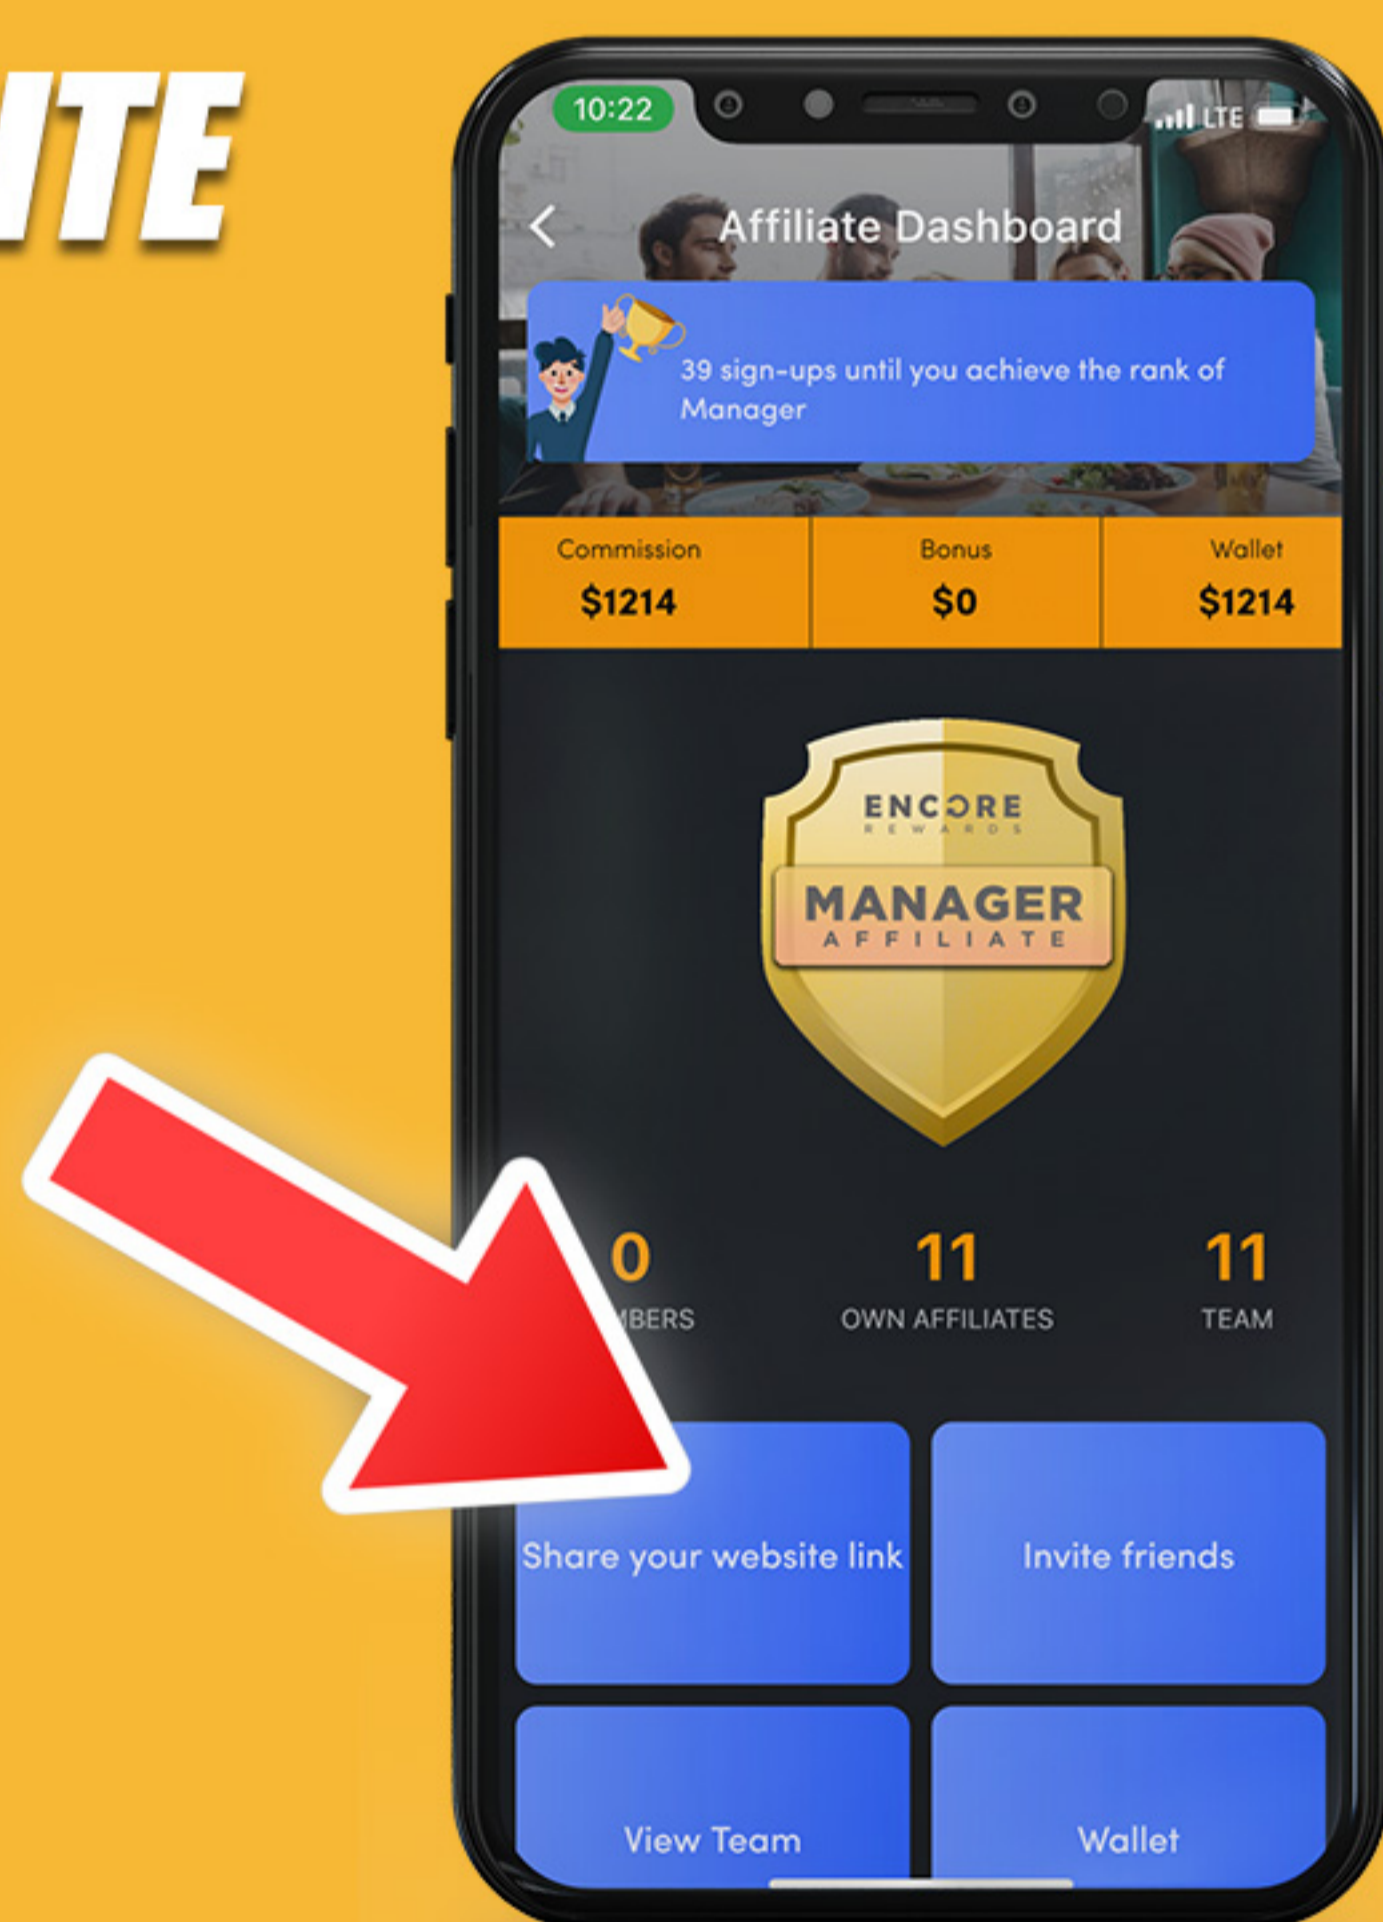 ITE
10:22
LTE
Affiliate Dashboard
39 sign-ups until you achieve the rank of
Manager
Commission
Bonus
Wallet
$1214
$0
$1214
ENCORE
REWARDS
MANAGER
AFFILIATE
0
11
11
MBERS
OWN AFFILIATES
TEAM
Share your website link
Invite friends
View Team
Wallet